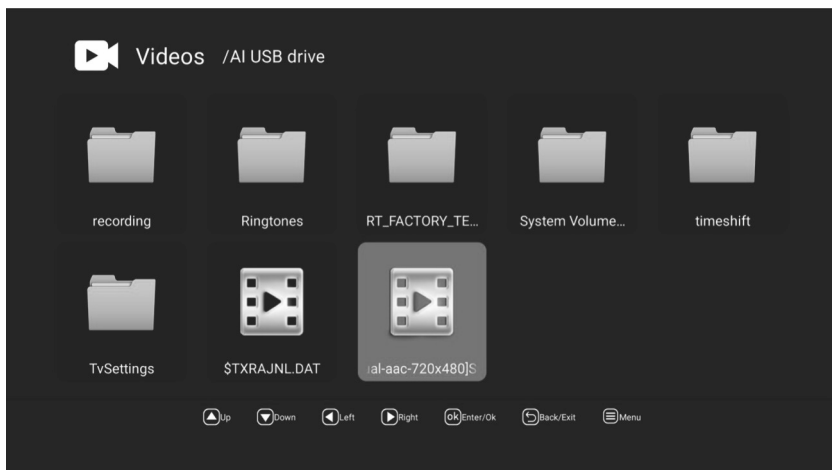 Videos /AI USB drive
recording Ringtones RT_FACTORY_TE... System Volume... timeshift
TvSettings $TXRAJNL.DAT al-aac-720x480]S
Up Down Left Right ok Enter/Ok Back/Exit Menu